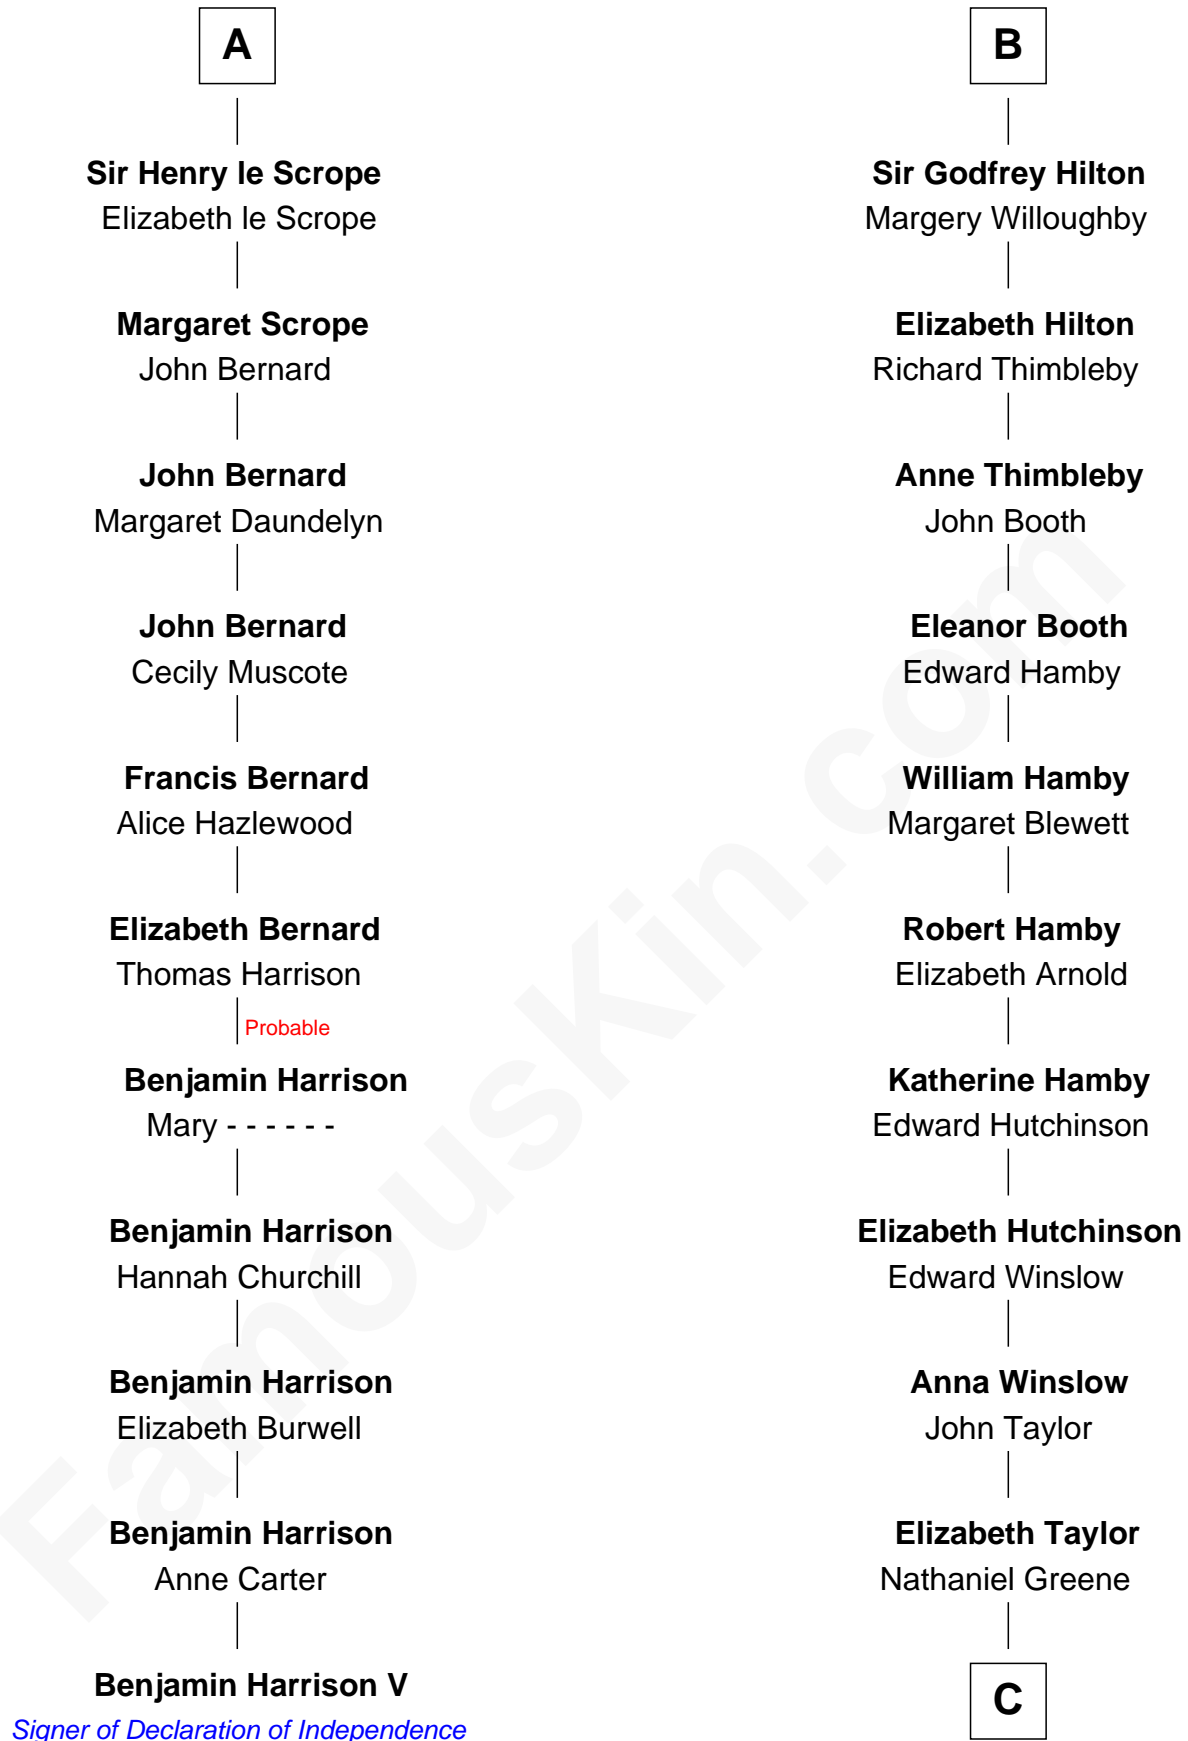 A
Sir Henry le Scrope
Elizabeth le Scrope
Margaret Scrope
John Bernard
John Bernard
Margaret Daundelyn
John Bernard
Cecily Muscote
Francis Bernard
Alice Hazlewood
Elizabeth Bernard
Thomas Harrison
Probable
Benjamin Harrison
Mary - - - - - -
Benjamin Harrison
Hannah Churchill
Benjamin Harrison
Elizabeth Burwell
Benjamin Harrison
Anne Carter
Benjamin Harrison V
Signer of Declaration of Independence
B
Sir Godfrey Hilton
Margery Willoughby
Elizabeth Hilton
Richard Thimbleby
Anne Thimbleby
John Booth
Eleanor Booth
Edward Hamby
William Hamby
Margaret Blewett
Robert Hamby
Elizabeth Arnold
Katherine Hamby
Edward Hutchinson
Elizabeth Hutchinson
Edward Winslow
Anna Winslow
John Taylor
Elizabeth Taylor
Nathaniel Greene
C
FamousKin.com